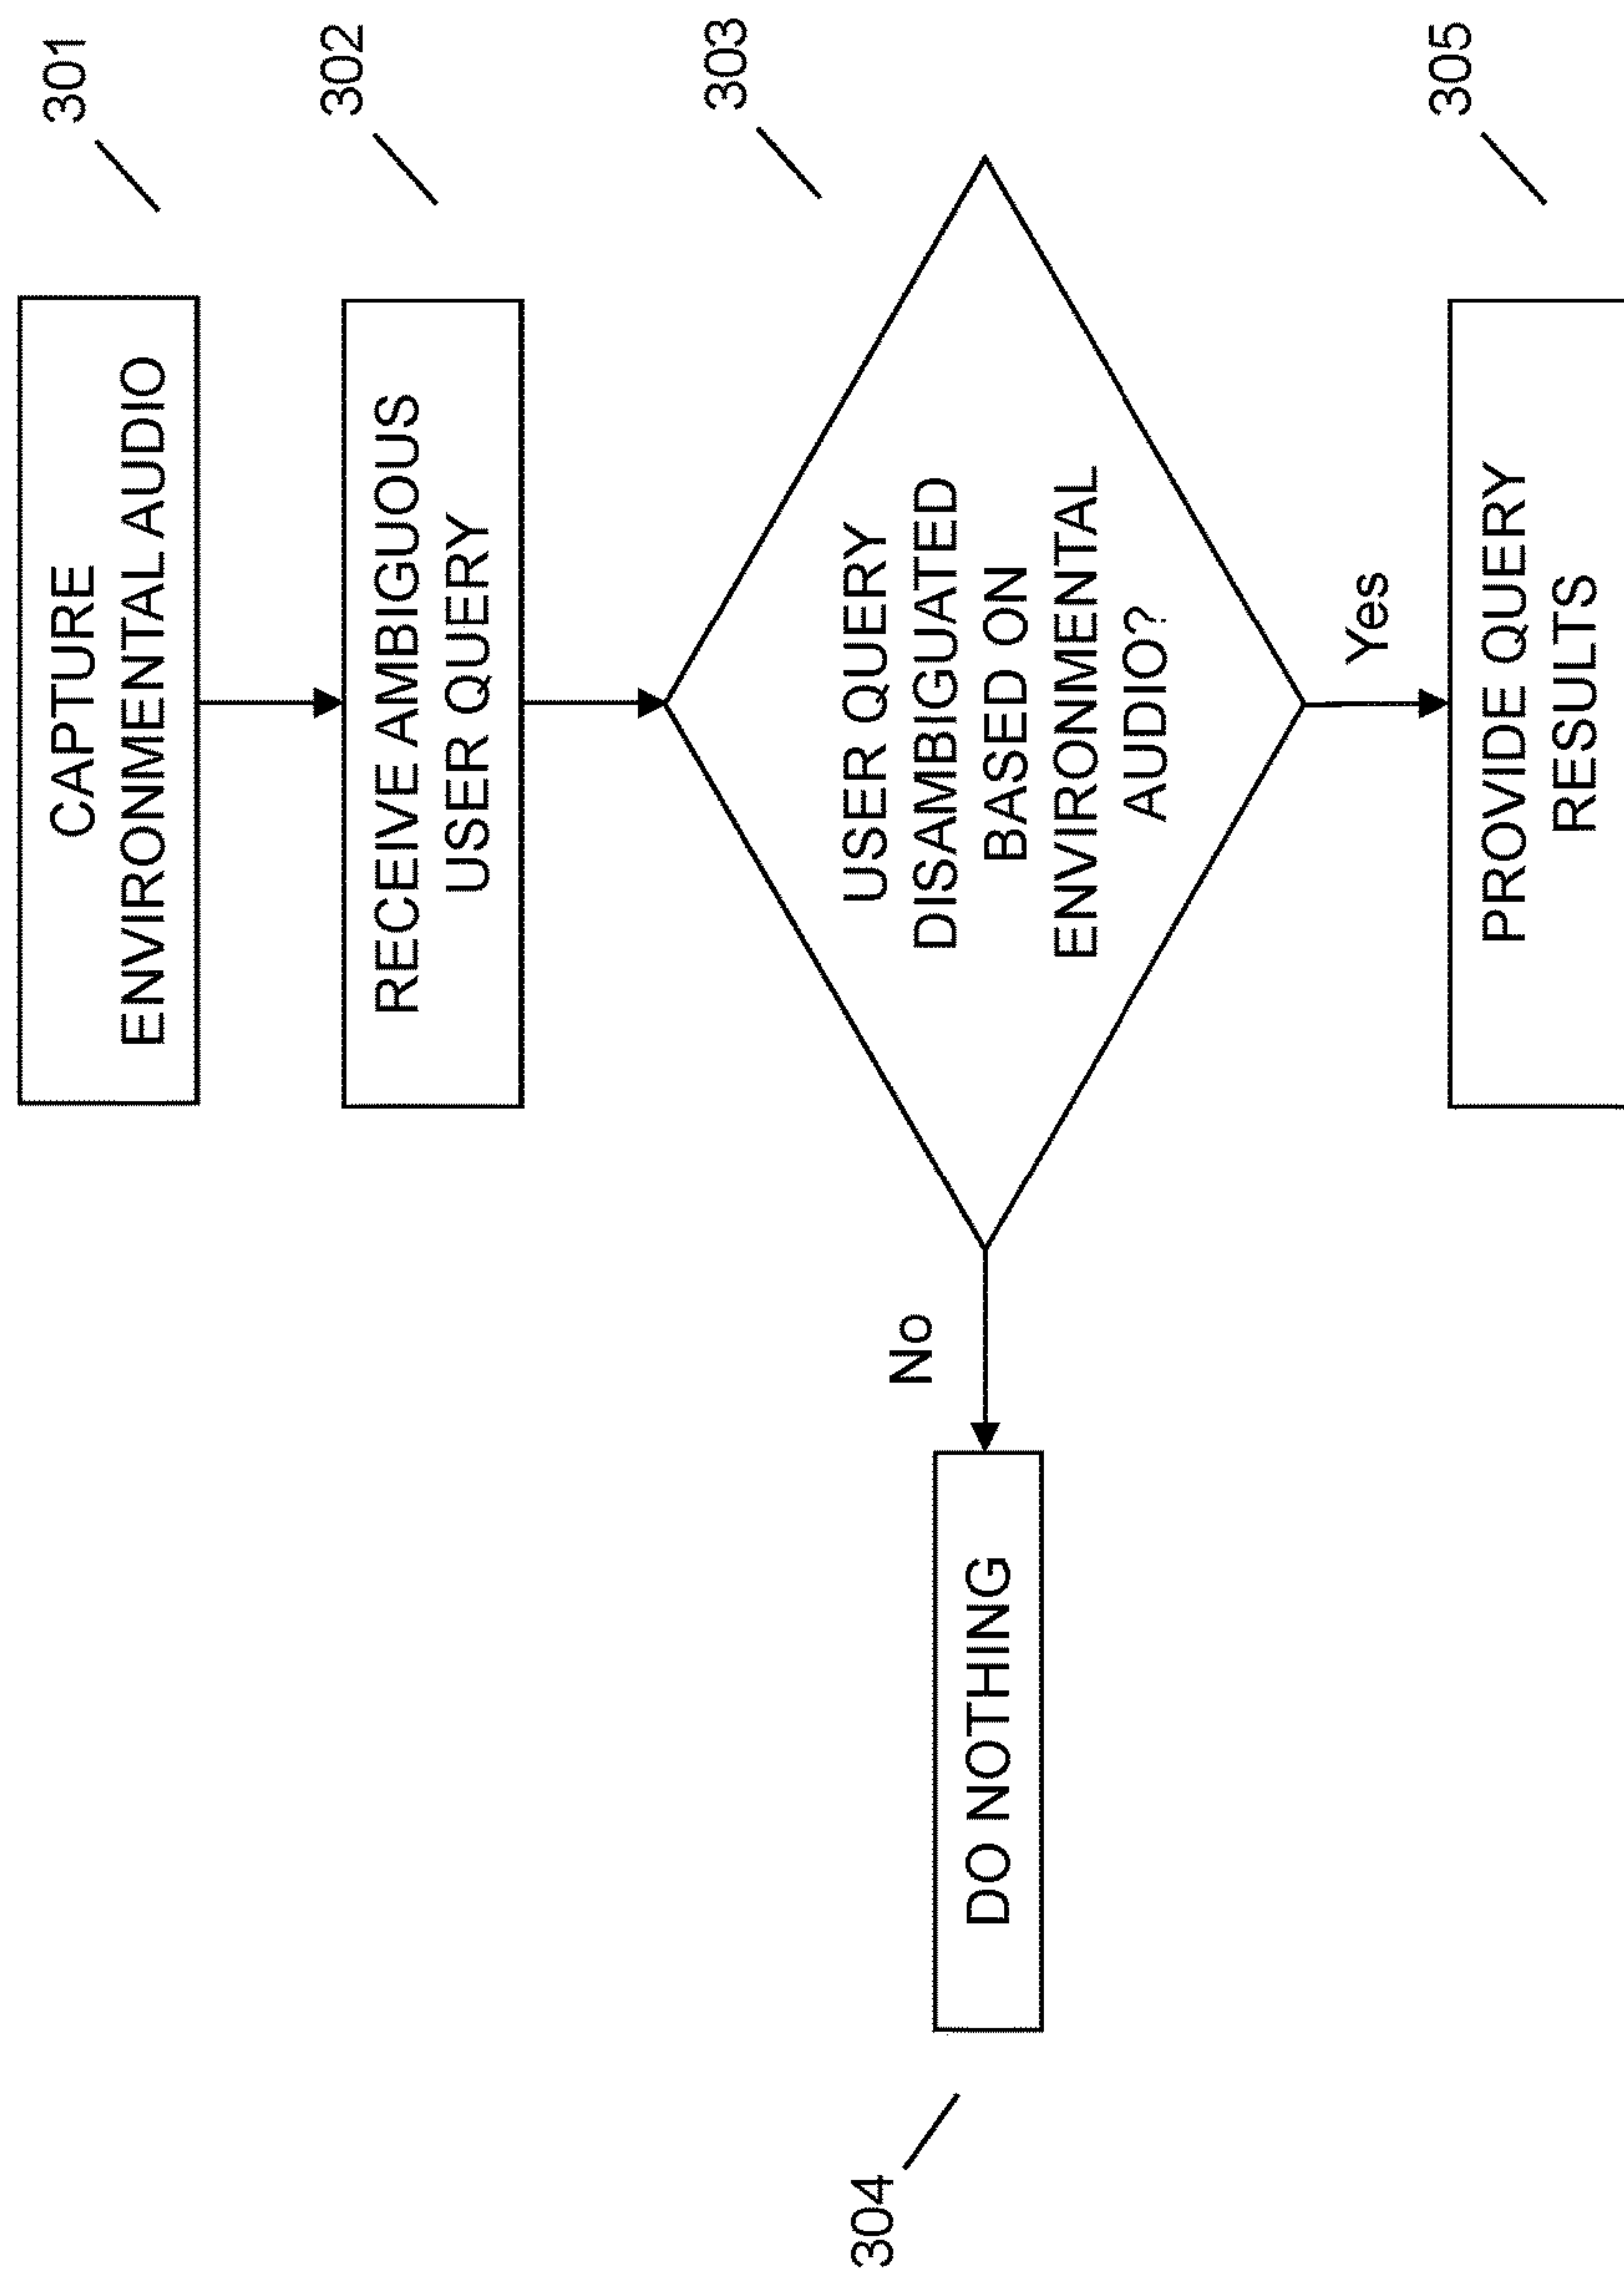 CAPTURE
ENVIRONMENTAL AUDIO
301
RECEIVE AMBIGUOUS
USER QUERY
302
USER QUERY
DISAMBIGUATED
BASED ON
ENVIRONMENTAL
AUDIO?
303
No
DO NOTHING
304
Yes
PROVIDE QUERY
RESULTS
305